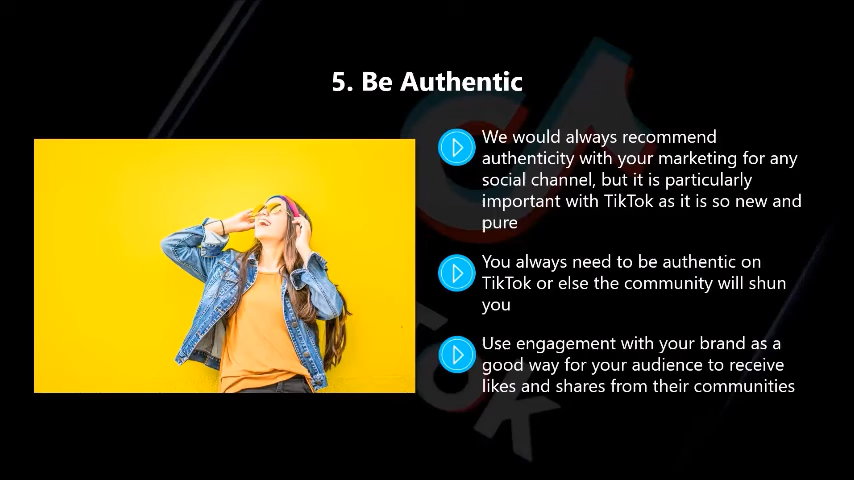 5. Be Authentic
We would always recommend
authenticity with your marketing for any
social channel, but it is particularly
important with TikTok as it is so new and
pure
You always need to be authentic on
TikTok or else the community will shun
you
Use engagement with your brand as a
good way for your audience to receive
likes and shares from their communities
Tok